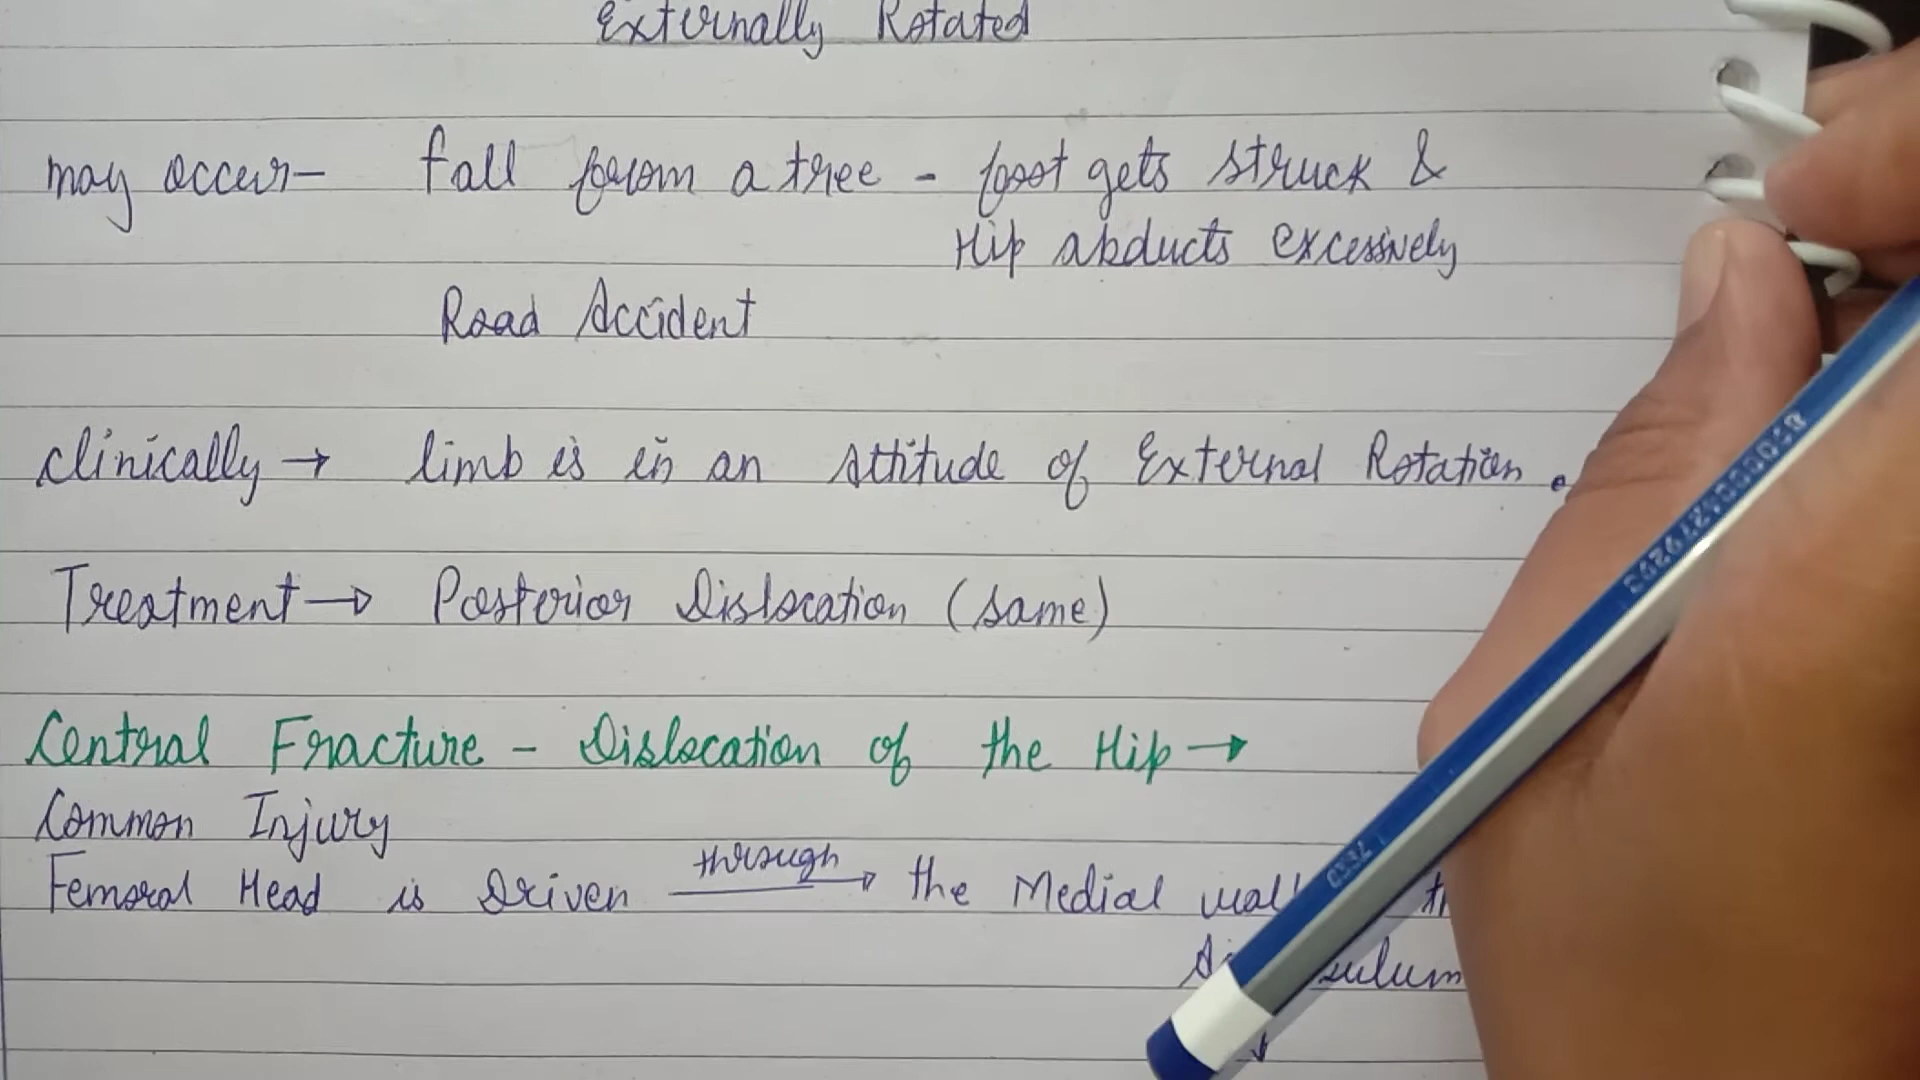 Externally Rotated
may occur- fall from a tree - foot gets struck &
Hip abducts excessively
Road Accident
clinically → limb is in an Attitude of External Rotation.
Treatment → Posterior Dislocation (same)
Central Fracture - Dislocation of the Hip →
Common Injury
Femoral Head is Driven through → the Medial wall